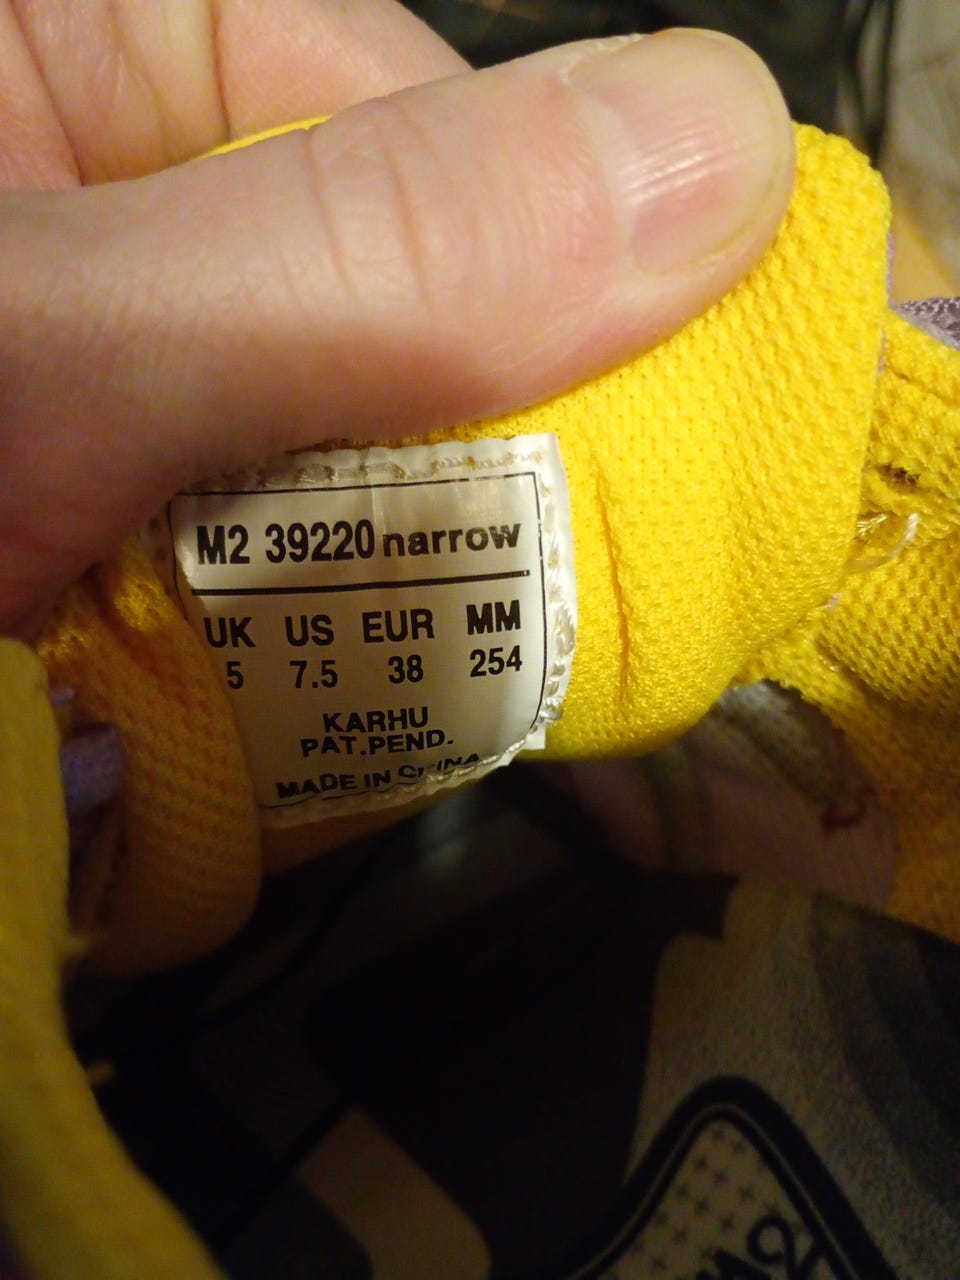 M2 39220 narrow
UK US EUR MM
5 7.5 38 254
KARHU
PAT.PEND.
MADE IN CHINA